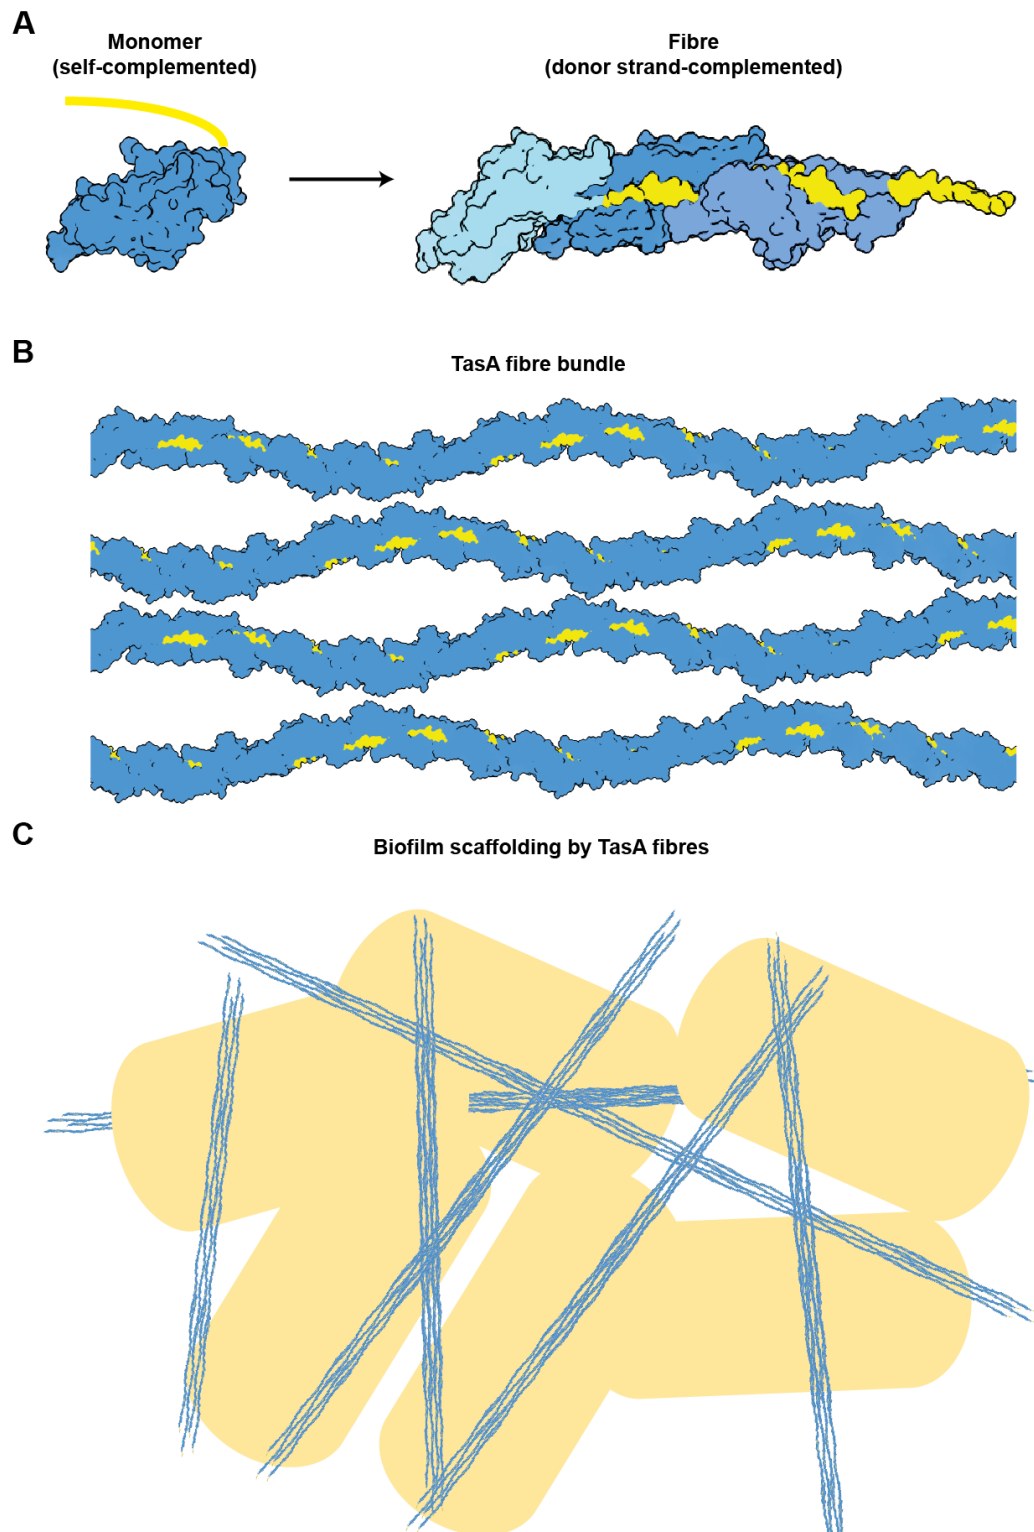 A
Monomer
(self-complemented)
Fibre
(donor strand-complemented)
B
TasA fibre bundle
C
Biofilm scaffolding by TasA fibres